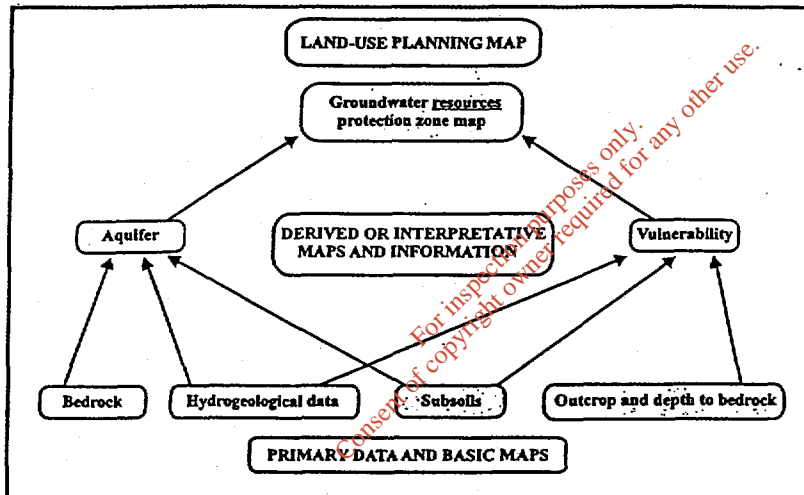 LAND-USE PLANNING MAP
Groundwater resources
protection zone map
Aquifer
DERIVED OR INTERPRETATIVE
MAPS AND INFORMATION
Vulnerability
Bedrock
Hydrogeological data
Subsoils
Outcrop and depth to bedrock
PRIMARY DATA AND BASIC MAPS
For inspection purposes only.
Consent of copyright owner required for any other use.